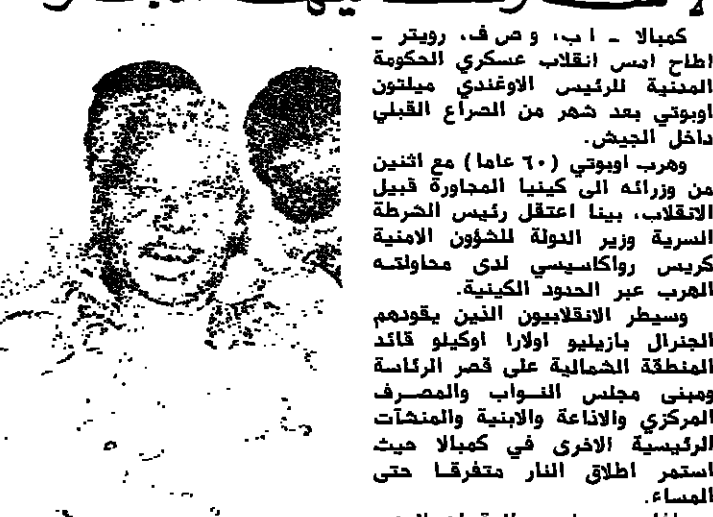 كمبالا ـ ا ب، و ص ف، رويتر ـ
اطاح امس انقلاب عسكري الحكومة
المدنية للرئيس الاوغندي ميلتون
اوبوتي بعد شهر من الصراع القبلي
داخل الجيش.
وهرب اوبوتي (٦٠ عاما) مع اثنين
من وزرائه الى كينيا المجاورة قبيل
الانقلاب، بينا اعتقل رئيس الشرطة
السرية وزير الدولة للشؤون الامنية
كريس رواكاسيسي لدى محاولته
الهرب عبر الحدود الكينية.
وسيطر الانقلابيون الذين يقودهم
الجنرال بازيليو اولارا اوكيلو قائد
المنطقة الشمالية على قصر الرئاسة
ومبنى مجلس النواب والمصرف
المركزي والاذاعة والابنية والمنشآت
الرئيسية الاخرى في كمبالا حيث
استمر اطلاق النار متفرقا حتى
المساء.